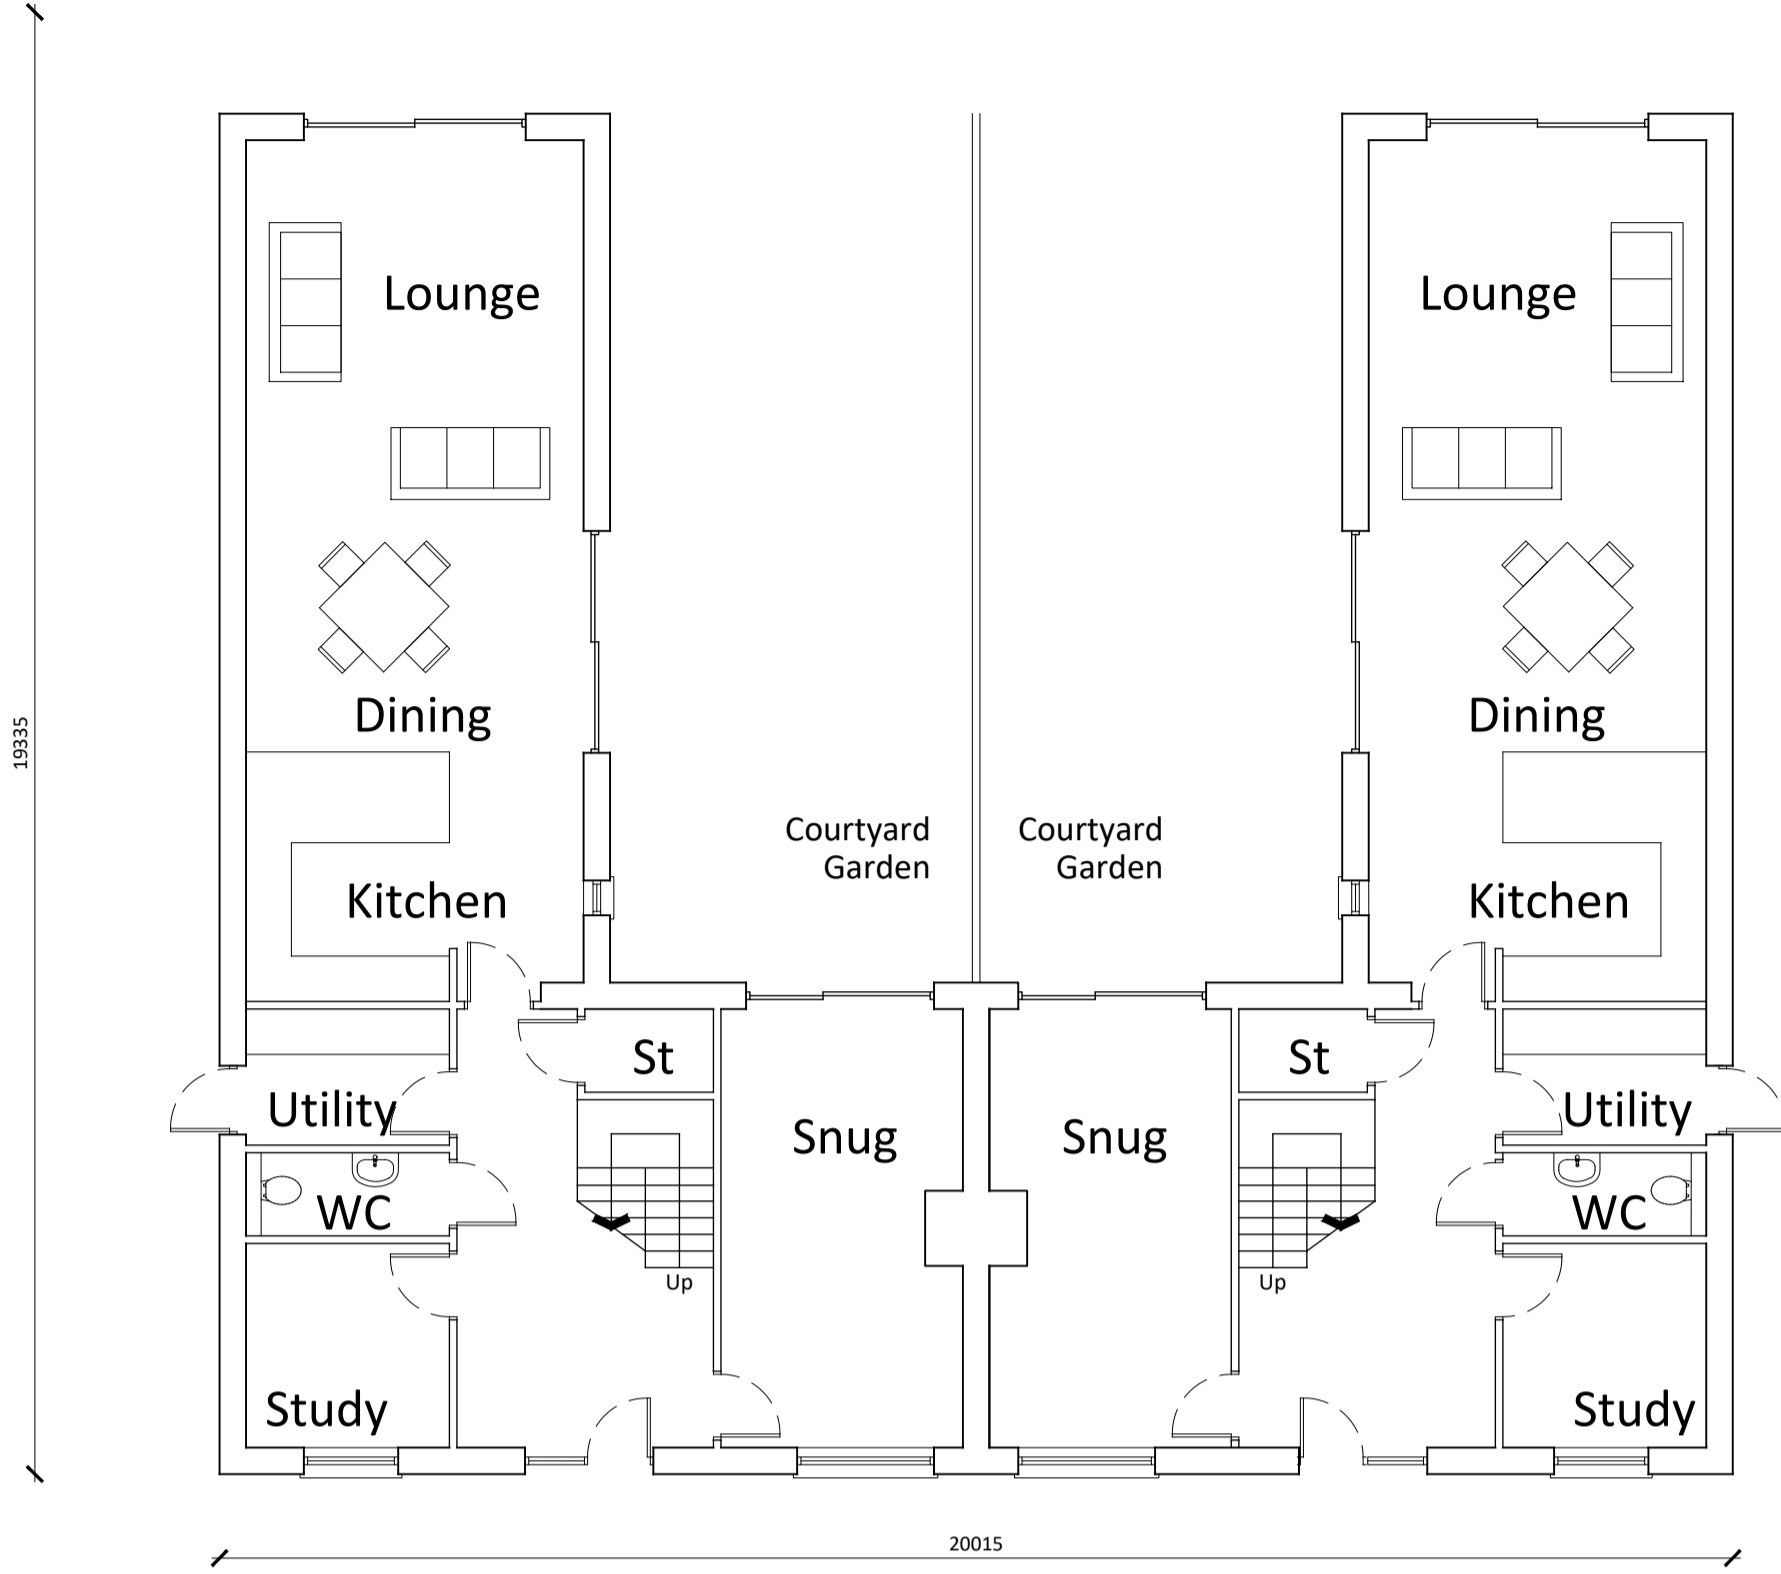 Lounge
Lounge
19335
Dining
Dining
Courtyard
Garden
Courtyard
Garden
Kitchen
Kitchen
St
St
Utility
Snug
Snug
Utility
WC
WC
Up
Up
Study
Study
20015